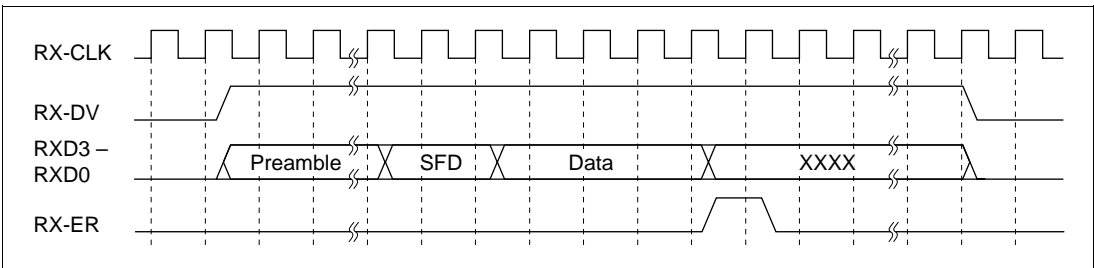 RX-CLK
RX-DV
RXD3 –
RXD0
Preamble SFD Data XXXX
RX-ER